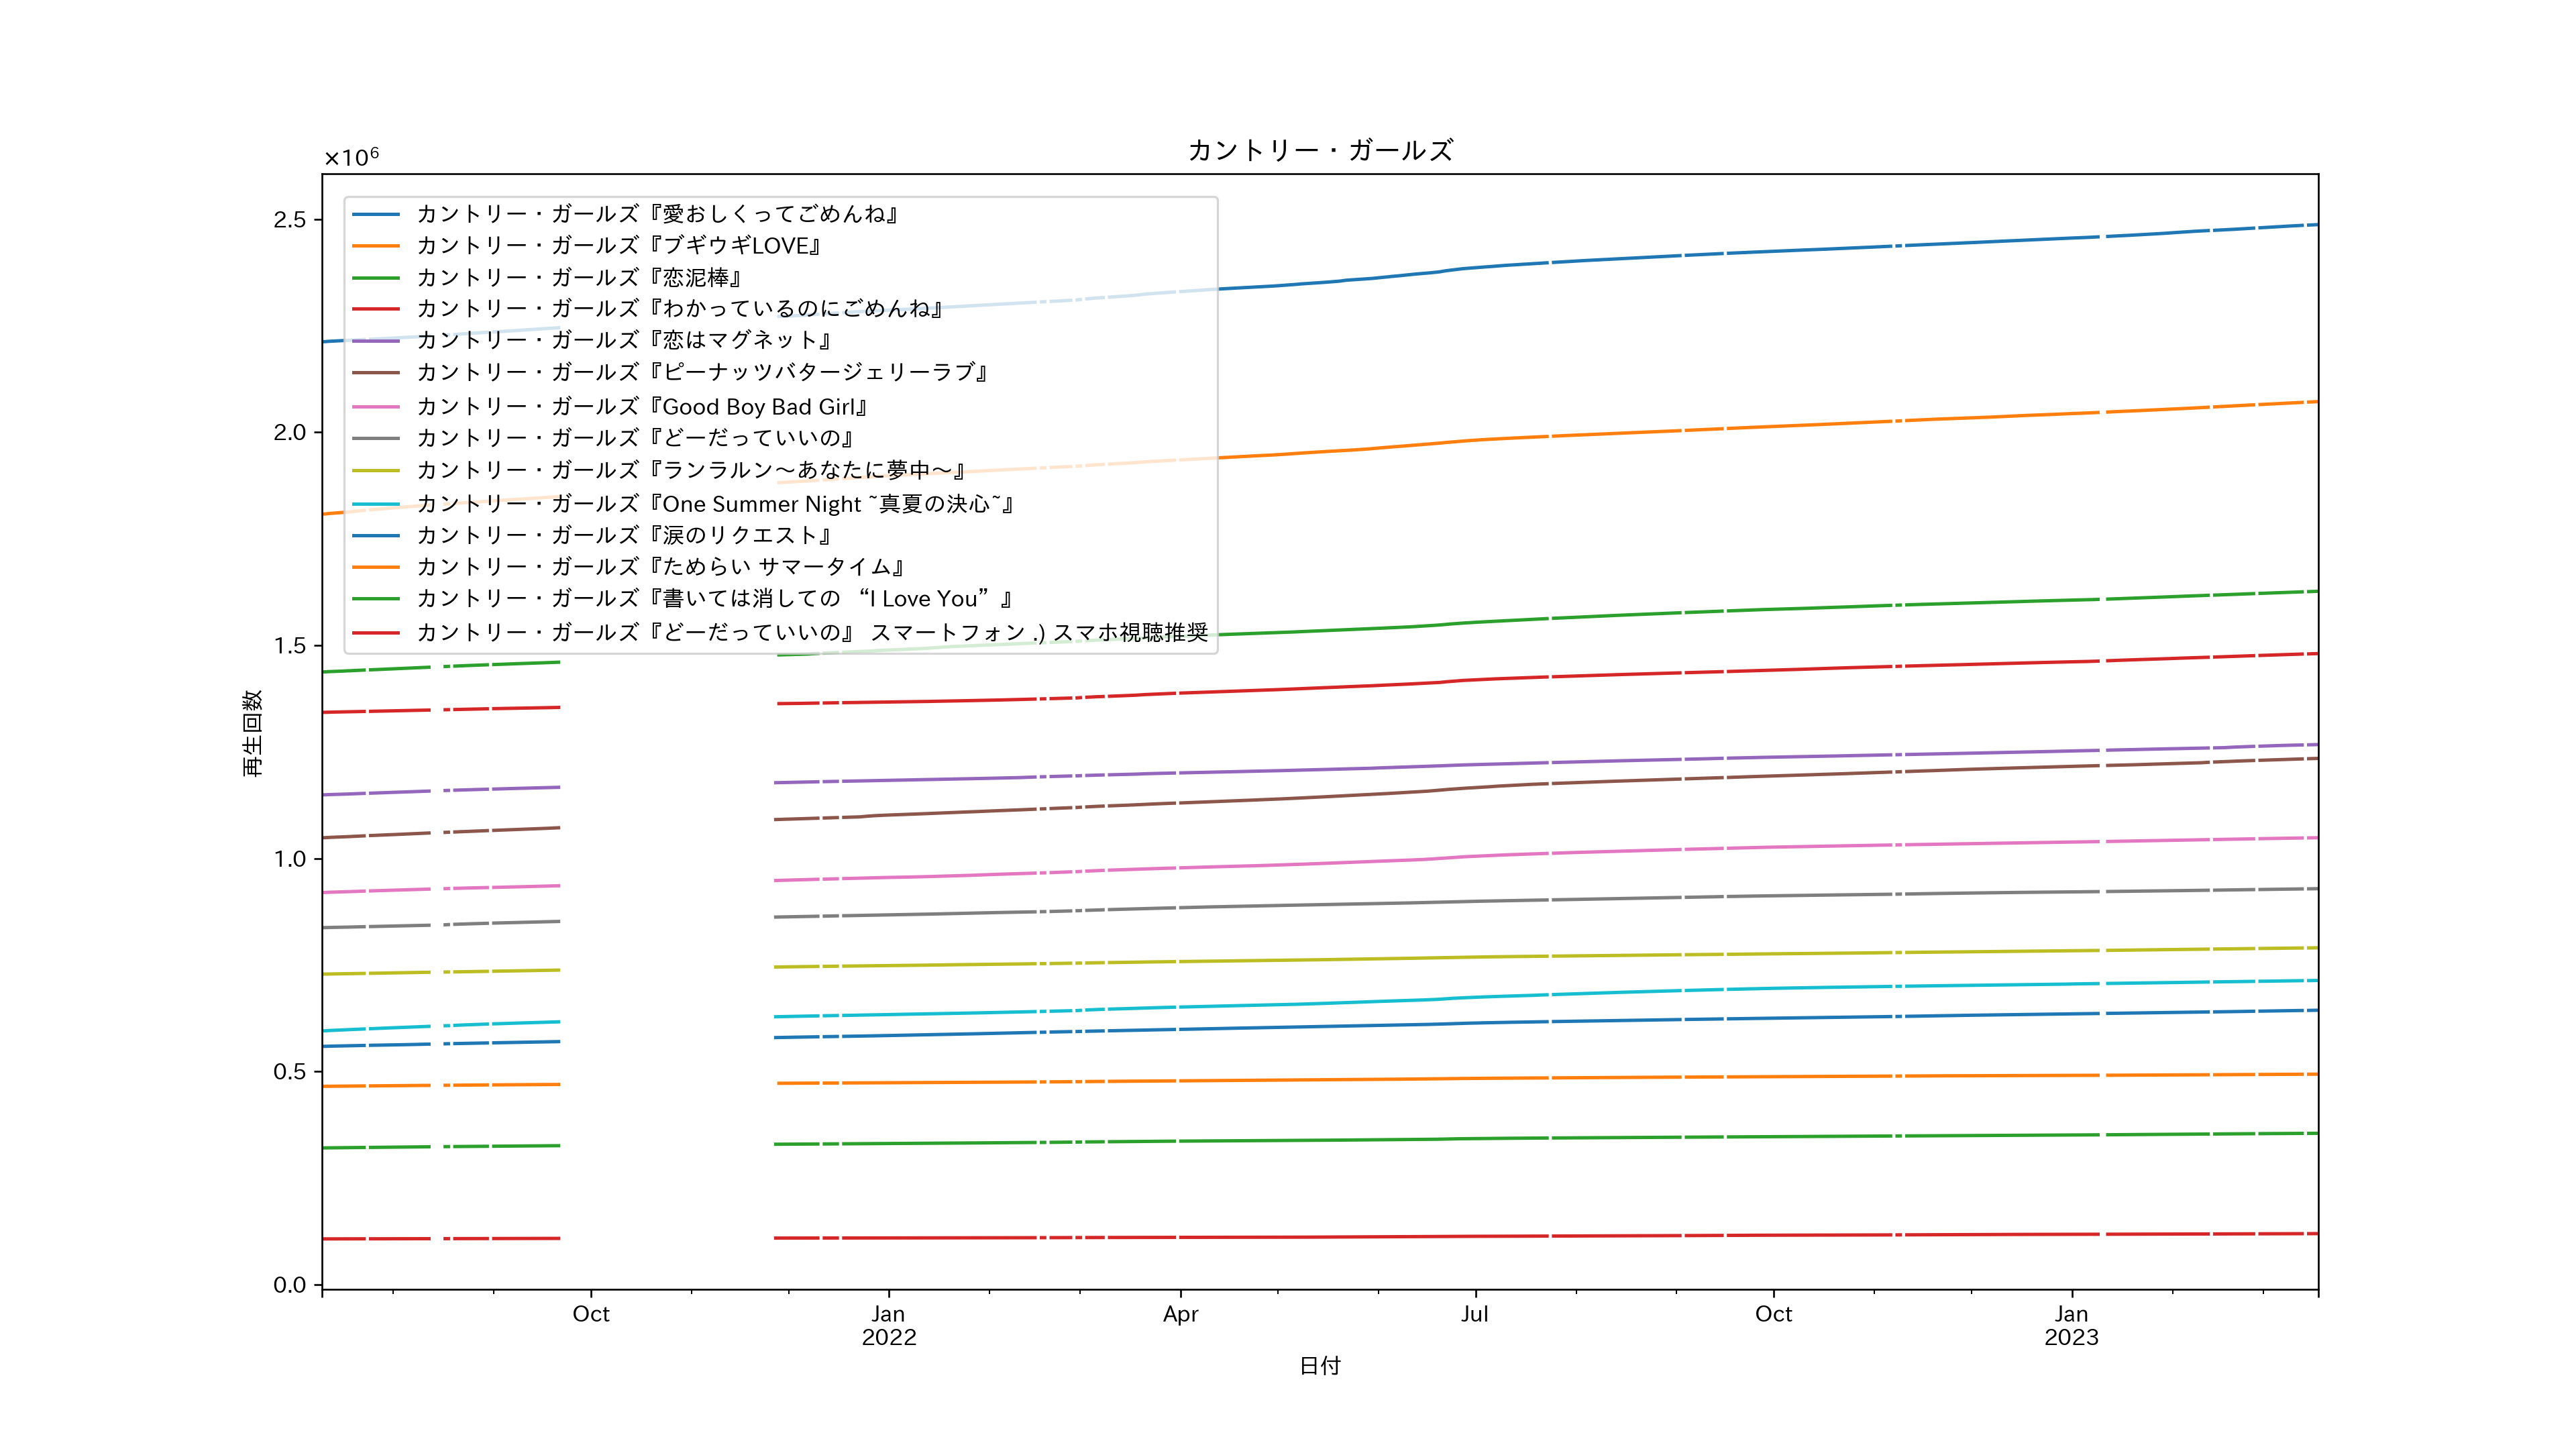 カントリー・ガールズ
×10⁶
2.5
2.0
1.5
1.0
0.5
0.0
再生回数
カントリー・ガールズ『愛おしくってごめんね』
カントリー・ガールズ『ブギウギLOVE』
カントリー・ガールズ『恋泥棒』
カントリー・ガールズ『わかっているのにごめんね』
カントリー・ガールズ『恋はマグネット』
カントリー・ガールズ『ピーナッツバタージェリーラブ』
カントリー・ガールズ『Good Boy Bad Girl』
カントリー・ガールズ『どーだっていいの』
カントリー・ガールズ『ランラルン～あなたに夢中～』
カントリー・ガールズ『One Summer Night ~真夏の決心~』
カントリー・ガールズ『涙のリクエスト』
カントリー・ガールズ『ためらい サマータイム』
カントリー・ガールズ『書いては消しての “I Love You” 』
カントリー・ガールズ『どーだっていいの』 スマートフォン .) スマホ視聴推奨
Oct
Jan
2022
Apr
Jul
Oct
Jan
2023
日付